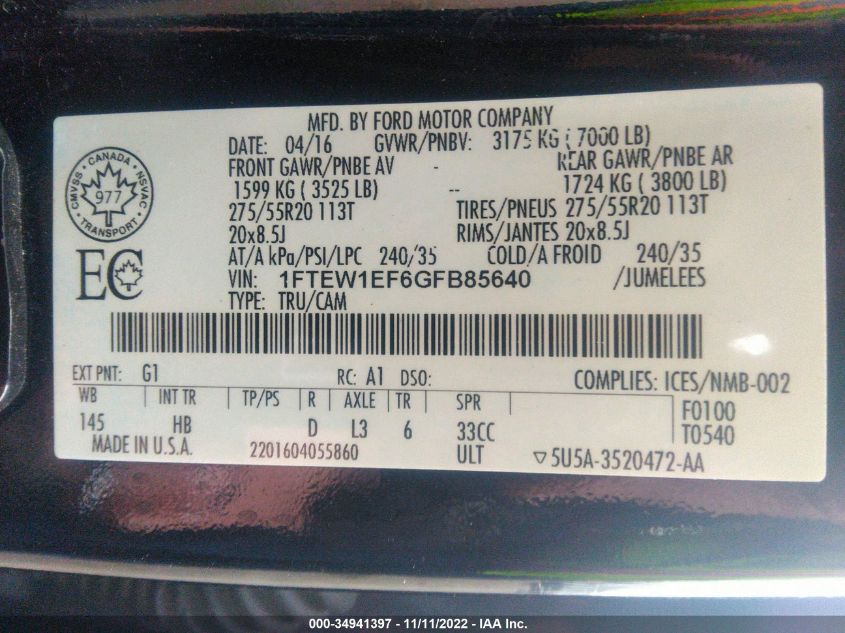 MFD. BY FORD MOTOR COMPANY
DATE: 04/16 GVWR/PNBV: 3175 KG ( 7000 LB)
FRONT GAWR/PNBE AV - REAR GAWR/PNBE AR
1599 KG ( 3525 LB) -- 1724 KG ( 3800 LB)
275/55R20 113T TIRES/PNEUS 275/55R20 113T
20x8.5J RIMS/JANTES 20x8.5J
AT/A kPa/PSI/LPC 240/35 COLD/A FROID 240/35
VIN: 1FTEW1EF6GFB85640 /JUMELEES
TYPE: TRU/CAM
CANADA
CMVSS NSVAC
977
TRANSPORT
EC
EXT PNT: G1 RC: A1 DSO: COMPLIES: ICES/NMB-002
WB INT TR TP/PS R AXLE TR SPR F0100
145 HB D L3 6 33CC T0540
MADE IN U.S.A. 2201604055860 ULT ▽5U5A-3520472-AA
000-34941397 - 11/11/2022 - IAA Inc.